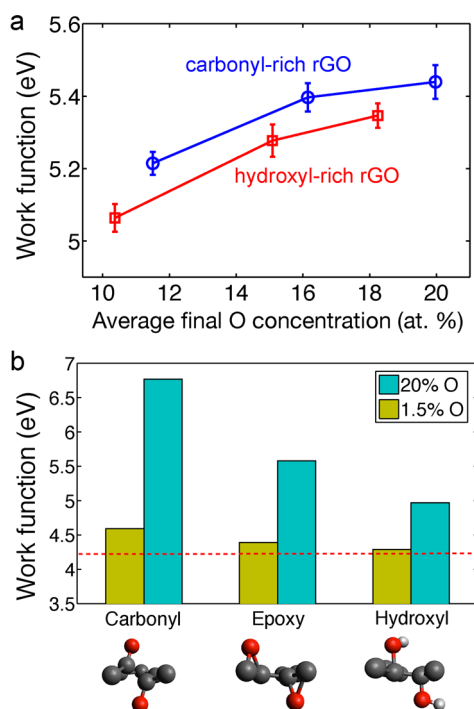 a
5.6
5.4
5.2
5
Work function (eV)
carbonyl-rich rGO
hydroxyl-rich rGO
10 12 14 16 18 20
Average final O concentration (at. %)
b
7
6.5
6
5.5
5
4.5
4
3.5
Work function (eV)
20% O
1.5% O
Carbonyl Epoxy Hydroxyl